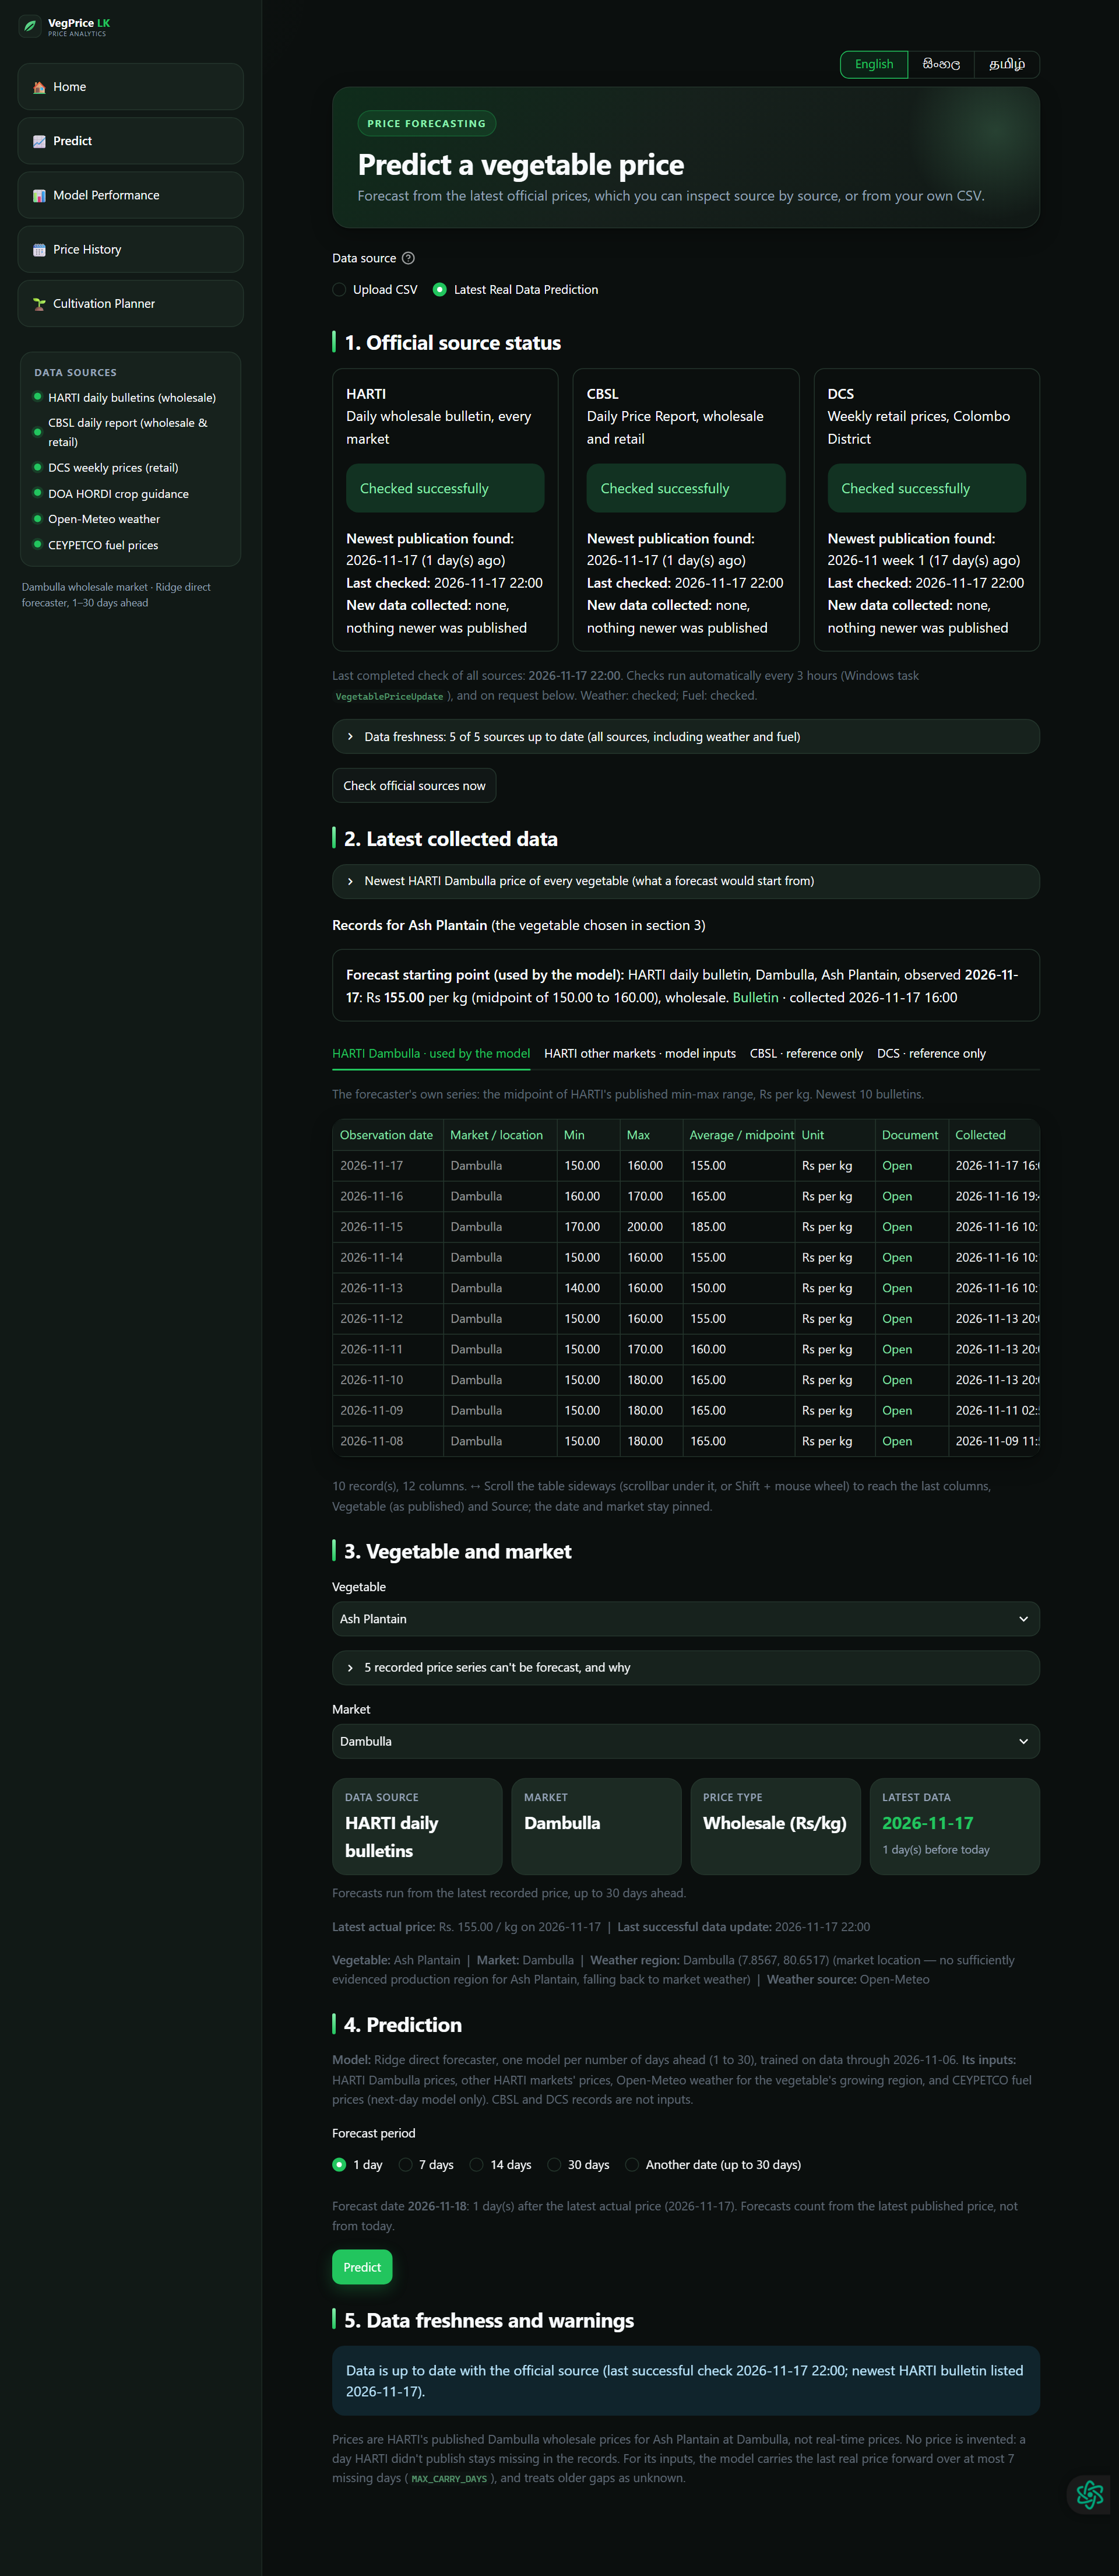 VegPrice LK
PRICE ANALYTICS
Home
Predict
Model Performance
Price History
Cultivation Planner
DATA SOURCES
HARTI daily bulletins (wholesale)
CBSL daily report (wholesale &
retail)
DCS weekly prices (retail)
DOA HORDI crop guidance
Open-Meteo weather
CEYPETCO fuel prices
Dambulla wholesale market · Ridge direct
forecaster, 1–30 days ahead
English සිංහල தமிழ்
PRICE FORECASTING
Predict a vegetable price
Forecast from the latest official prices, which you can inspect source by source, or from your own CSV.
Data source
Upload CSV Latest Real Data Prediction
1. Official source status
HARTI
Daily wholesale bulletin, every
market
Checked successfully
Newest publication found:
2026-11-17 (1 day(s) ago)
Last checked: 2026-11-17 22:00
New data collected: none,
nothing newer was published
CBSL
Daily Price Report, wholesale
and retail
Checked successfully
Newest publication found:
2026-11-17 (1 day(s) ago)
Last checked: 2026-11-17 22:00
New data collected: none,
nothing newer was published
DCS
Weekly retail prices, Colombo
District
Checked successfully
Newest publication found:
2026-11 week 1 (17 day(s) ago)
Last checked: 2026-11-17 22:00
New data collected: none,
nothing newer was published
Last completed check of all sources: 2026-11-17 22:00. Checks run automatically every 3 hours (Windows task
VegetablePriceUpdate ), and on request below. Weather: checked; Fuel: checked.
Data freshness: 5 of 5 sources up to date (all sources, including weather and fuel)
Check official sources now
2. Latest collected data
Newest HARTI Dambulla price of every vegetable (what a forecast would start from)
Records for Ash Plantain (the vegetable chosen in section 3)
Forecast starting point (used by the model): HARTI daily bulletin, Dambulla, Ash Plantain, observed 2026-11-
17: Rs 155.00 per kg (midpoint of 150.00 to 160.00), wholesale. Bulletin · collected 2026-11-17 16:00
HARTI Dambulla · used by the model HARTI other markets · model inputs CBSL · reference only DCS · reference only
The forecaster's own series: the midpoint of HARTI's published min-max range, Rs per kg. Newest 10 bulletins.
Observation date Market / location Min Max Average / midpoint Unit Document Collected
2026-11-17 Dambulla 150.00 160.00 155.00 Rs per kg Open 2026-11-17 16:
2026-11-16 Dambulla 160.00 170.00 165.00 Rs per kg Open 2026-11-16 19:
2026-11-15 Dambulla 170.00 200.00 185.00 Rs per kg Open 2026-11-16 10:
2026-11-14 Dambulla 150.00 160.00 155.00 Rs per kg Open 2026-11-16 10:
2026-11-13 Dambulla 140.00 160.00 150.00 Rs per kg Open 2026-11-16 10:
2026-11-12 Dambulla 150.00 160.00 155.00 Rs per kg Open 2026-11-13 20:
2026-11-11 Dambulla 150.00 170.00 160.00 Rs per kg Open 2026-11-13 20:
2026-11-10 Dambulla 150.00 180.00 165.00 Rs per kg Open 2026-11-13 20:
2026-11-09 Dambulla 150.00 180.00 165.00 Rs per kg Open 2026-11-11 02:
2026-11-08 Dambulla 150.00 180.00 165.00 Rs per kg Open 2026-11-09 11:
10 record(s), 12 columns. ↔ Scroll the table sideways (scrollbar under it, or Shift + mouse wheel) to reach the last columns,
Vegetable (as published) and Source; the date and market stay pinned.
3. Vegetable and market
Vegetable
Ash Plantain
5 recorded price series can't be forecast, and why
Market
Dambulla
DATA SOURCE
HARTI daily
bulletins
MARKET
Dambulla
PRICE TYPE
Wholesale (Rs/kg)
LATEST DATA
2026-11-17
1 day(s) before today
Forecasts run from the latest recorded price, up to 30 days ahead.
Latest actual price: Rs. 155.00 / kg on 2026-11-17 | Last successful data update: 2026-11-17 22:00
Vegetable: Ash Plantain | Market: Dambulla | Weather region: Dambulla (7.8567, 80.6517) (market location — no sufficiently
evidenced production region for Ash Plantain, falling back to market weather) | Weather source: Open-Meteo
4. Prediction
Model: Ridge direct forecaster, one model per number of days ahead (1 to 30), trained on data through 2026-11-06. Its inputs:
HARTI Dambulla prices, other HARTI markets' prices, Open-Meteo weather for the vegetable's growing region, and CEYPETCO fuel
prices (next-day model only). CBSL and DCS records are not inputs.
Forecast period
1 day 7 days 14 days 30 days Another date (up to 30 days)
Forecast date 2026-11-18: 1 day(s) after the latest actual price (2026-11-17). Forecasts count from the latest published price, not
from today.
Predict
5. Data freshness and warnings
Data is up to date with the official source (last successful check 2026-11-17 22:00; newest HARTI bulletin listed
2026-11-17).
Prices are HARTI's published Dambulla wholesale prices for Ash Plantain at Dambulla, not real-time prices. No price is invented: a
day HARTI didn't publish stays missing in the records. For its inputs, the model carries the last real price forward over at most 7
missing days ( MAX_CARRY_DAYS ), and treats older gaps as unknown.